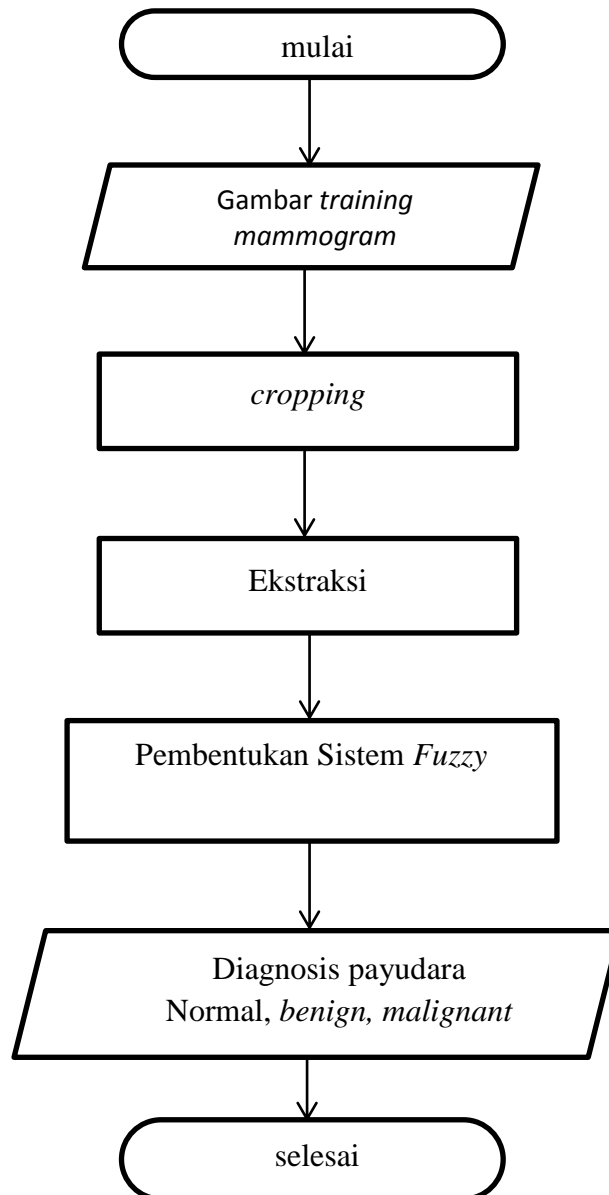 mulai
Gambar training
mammogram
cropping
Ekstraksi
Pembentukan Sistem Fuzzy
Diagnosis payudara
Normal, benign, malignant
selesai